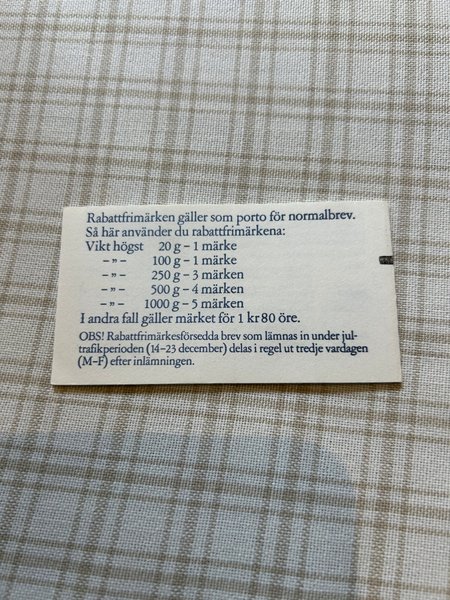 Rabattfrimärken gäller som porto för normalbrev.
Så här använder du rabattfrimärkena:
Vikt högst 20 g – 1 märke
– ” – 100 g – 1 märke
– ” – 250 g – 3 märken
– ” – 500 g – 4 märken
– ” – 1000 g – 5 märken
I andra fall gäller märket för 1 kr 80 öre.
OBS! Rabattfrimärkesförsedda brev som lämnas in under jul-
trafikperioden (14–23 december) delas i regel ut tredje vardagen
(M–F) efter inlämningen.